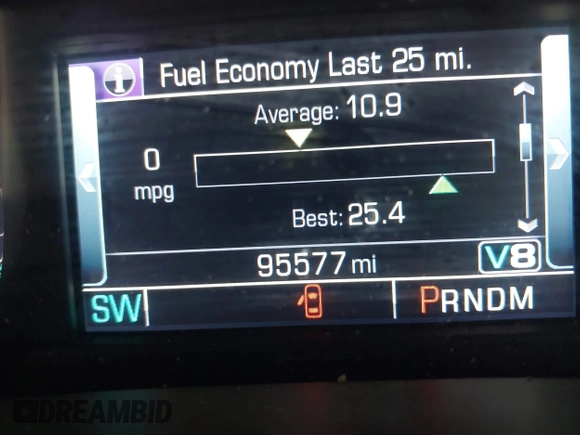 Fuel Economy Last 25 mi.
Average: 10.9
0
mpg
Best: 25.4
95577 mi V8
SW PRNDM
DREAMBID